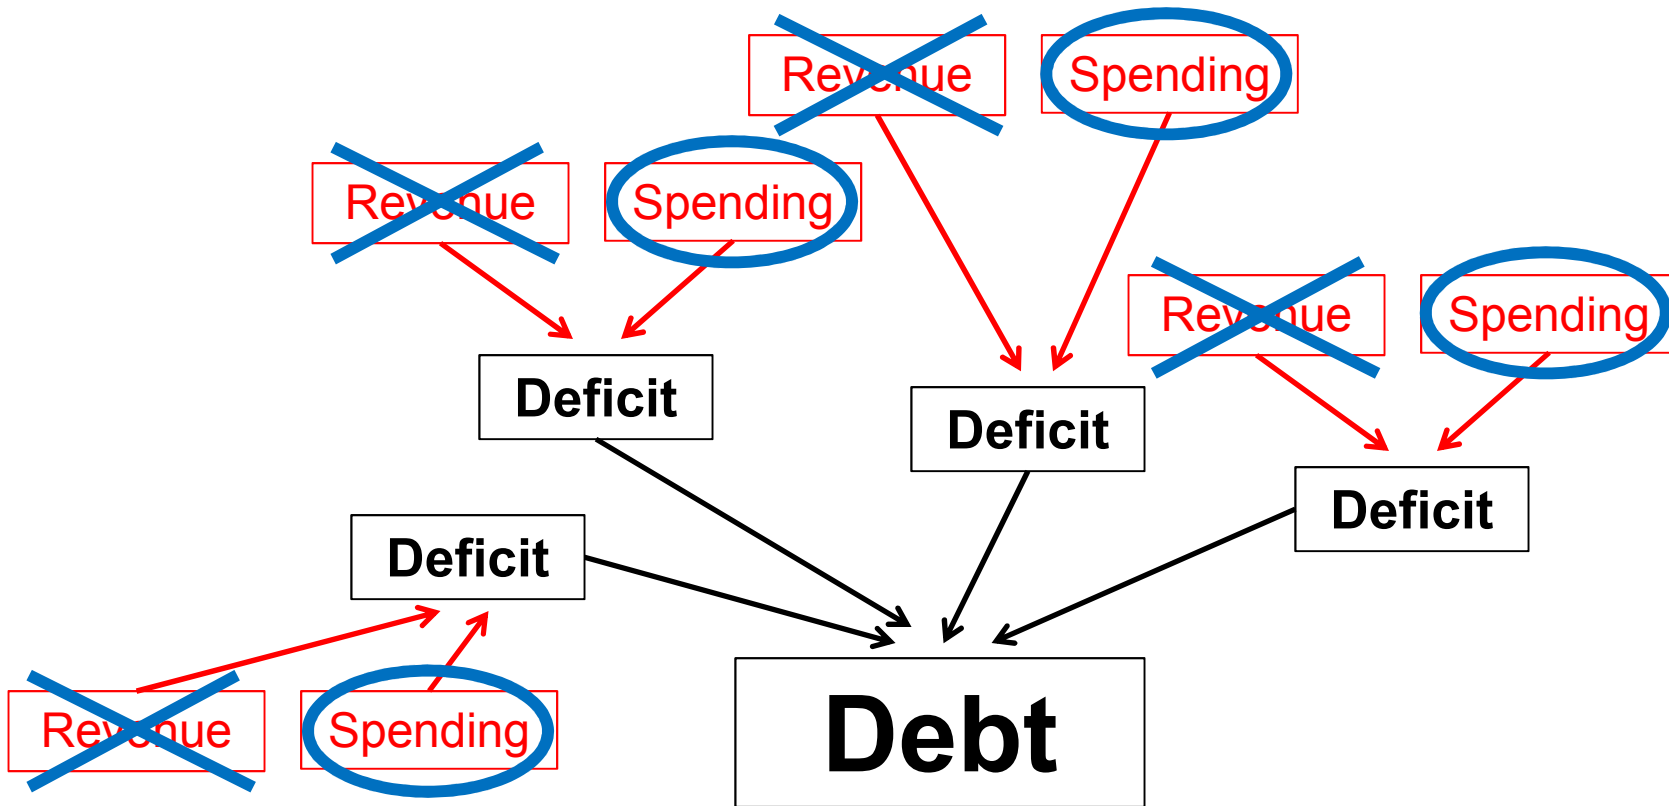 Revenue
Spending
Revenue
Spending
Revenue
Spending
Deficit
Deficit
Deficit
Deficit
Revenue
Spending
Debt